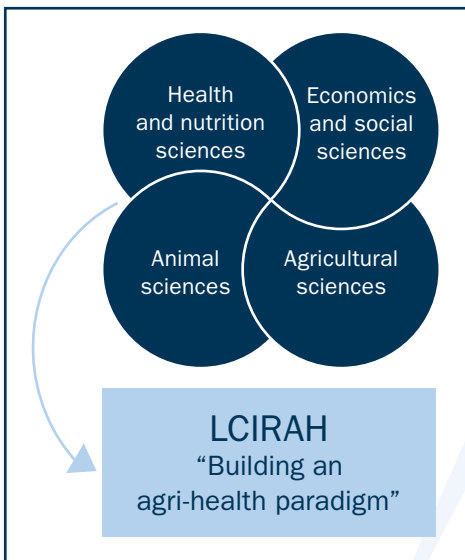 Health
and nutrition
sciences
Economics
and social
sciences
Animal
sciences
Agricultural
sciences
LCIRAH
“Building an
agri-health paradigm”